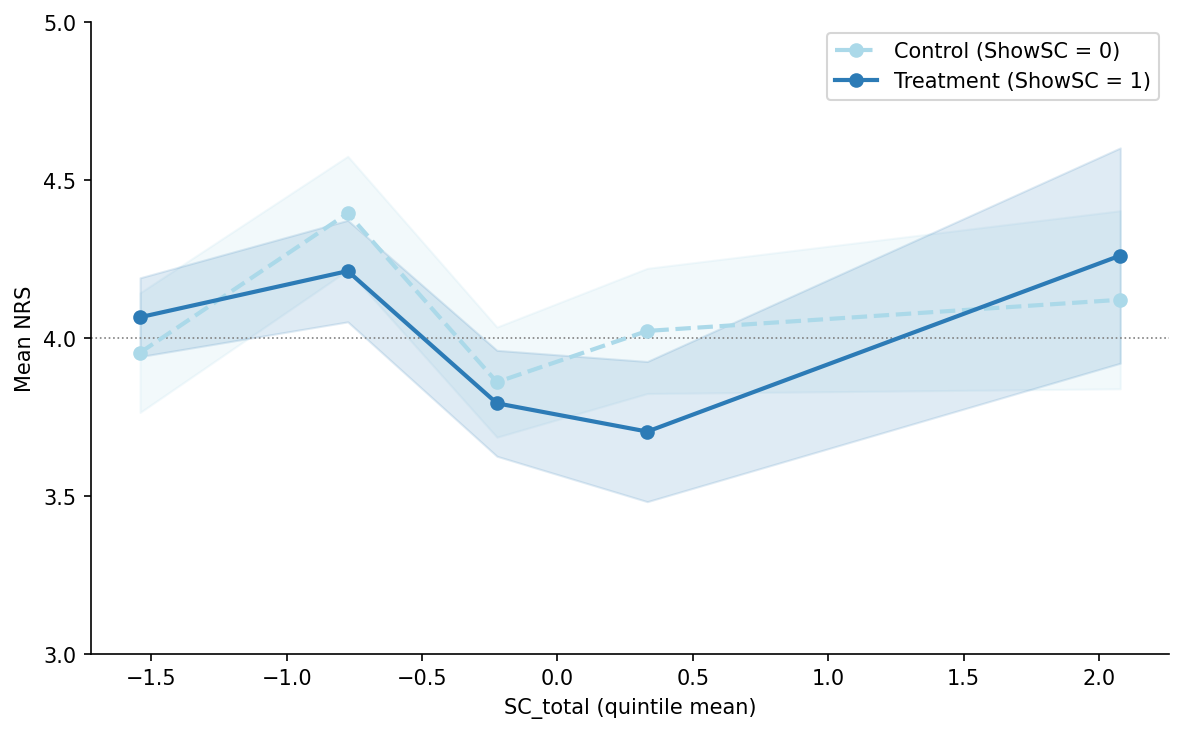 5.0
4.5
4.0
3.5
3.0
Mean NRS
Control (ShowSC = 0)
Treatment (ShowSC = 1)
−1.5 −1.0 −0.5 0.0 0.5 1.0 1.5 2.0
SC_total (quintile mean)